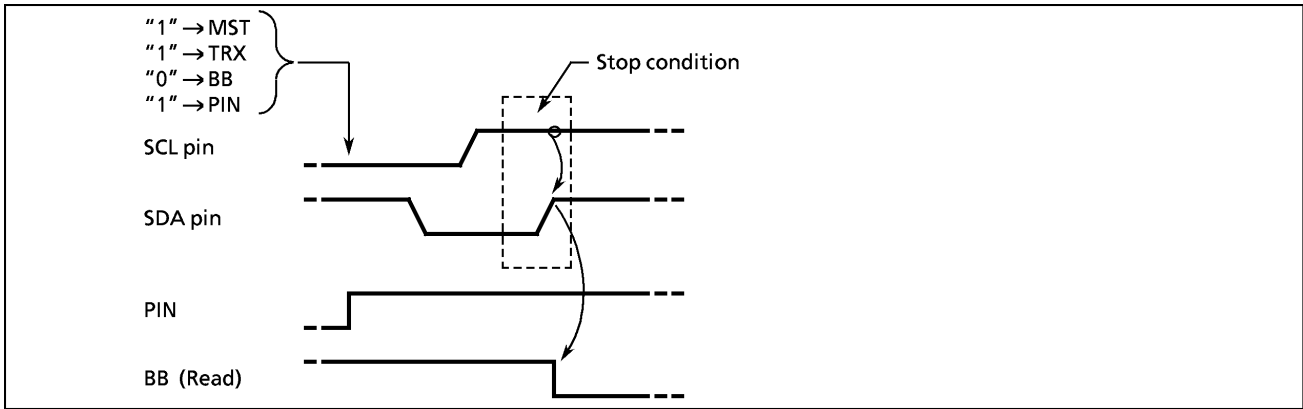 “1” → MST
“1” → TRX
“0” → BB
“1” → PIN
Stop condition
SCL pin
SDA pin
PIN
BB (Read)